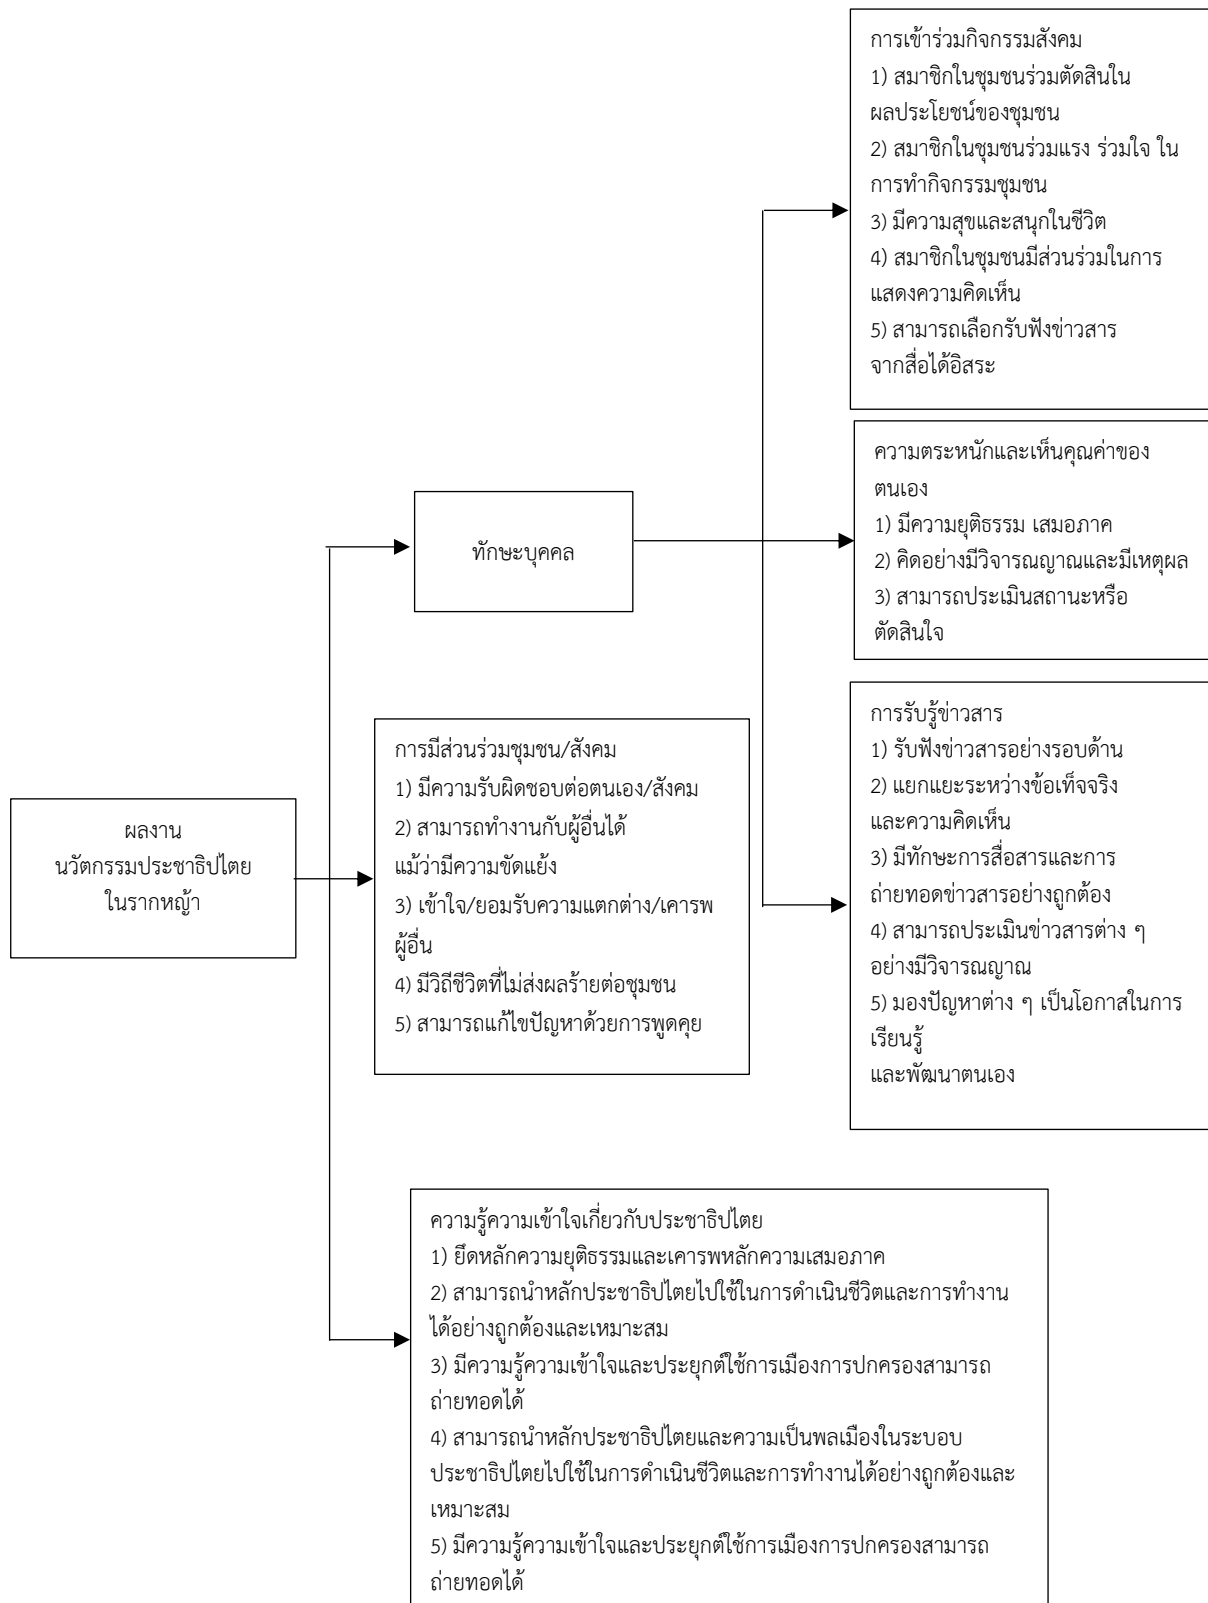 การเข้าร่วมกิจกรรมสังคม
1) สมาชิกในชุมชนร่วมตัดสินใน
ผลประโยชน์ของชุมชน
2) สมาชิกในชุมชนร่วมแรง ร่วมใจ ใน
การทำกิจกรรมชุมชน
3) มีความสุขและสนุกในชีวิต
4) สมาชิกในชุมชนมีส่วนร่วมในการ
แสดงความคิดเห็น
5) สามารถเลือกรับฟังข่าวสาร
จากสื่อได้อิสระ
ความตระหนักและเห็นคุณค่าของ
ตนเอง
1) มีความยุติธรรม เสมอภาค
2) คิดอย่างมีวิจารณญาณและมีเหตุผล
3) สามารถประเมินสถานะหรือ
ตัดสินใจ
ทักษะบุคคล
การรับรู้ข่าวสาร
1) รับฟังข่าวสารอย่างรอบด้าน
2) แยกแยะระหว่างข้อเท็จจริง
และความคิดเห็น
3) มีทักษะการสื่อสารและการ
ถ่ายทอดข่าวสารอย่างถูกต้อง
4) สามารถประเมินข่าวสารต่าง ๆ
อย่างมีวิจารณญาณ
5) มองปัญหาต่าง ๆ เป็นโอกาสในการ
เรียนรู้
และพัฒนาตนเอง
การมีส่วนร่วมชุมชน/สังคม
1) มีความรับผิดชอบต่อตนเอง/สังคม
2) สามารถทำงานกับผู้อื่นได้
แม้ว่ามีความขัดแย้ง
3) เข้าใจ/ยอมรับความแตกต่าง/เคารพ
ผู้อื่น
4) มีวิถีชีวิตที่ไม่ส่งผลร้ายต่อชุมชน
5) สามารถแก้ไขปัญหาด้วยการพูดคุย
ผลงาน
นวัตกรรมประชาธิปไตย
ในรากหญ้า
ความรู้ความเข้าใจเกี่ยวกับประชาธิปไตย
1) ยึดหลักความยุติธรรมและเคารพหลักความเสมอภาค
2) สามารถนำหลักประชาธิปไตยไปใช้ในการดำเนินชีวิตและการทำงาน
ได้อย่างถูกต้องและเหมาะสม
3) มีความรู้ความเข้าใจและประยุกต์ใช้การเมืองการปกครองสามารถ
ถ่ายทอดได้
4) สามารถนำหลักประชาธิปไตยและความเป็นพลเมืองในระบอบ
ประชาธิปไตยไปใช้ในการดำเนินชีวิตและการทำงานได้อย่างถูกต้องและ
เหมาะสม
5) มีความรู้ความเข้าใจและประยุกต์ใช้การเมืองการปกครองสามารถ
ถ่ายทอดได้